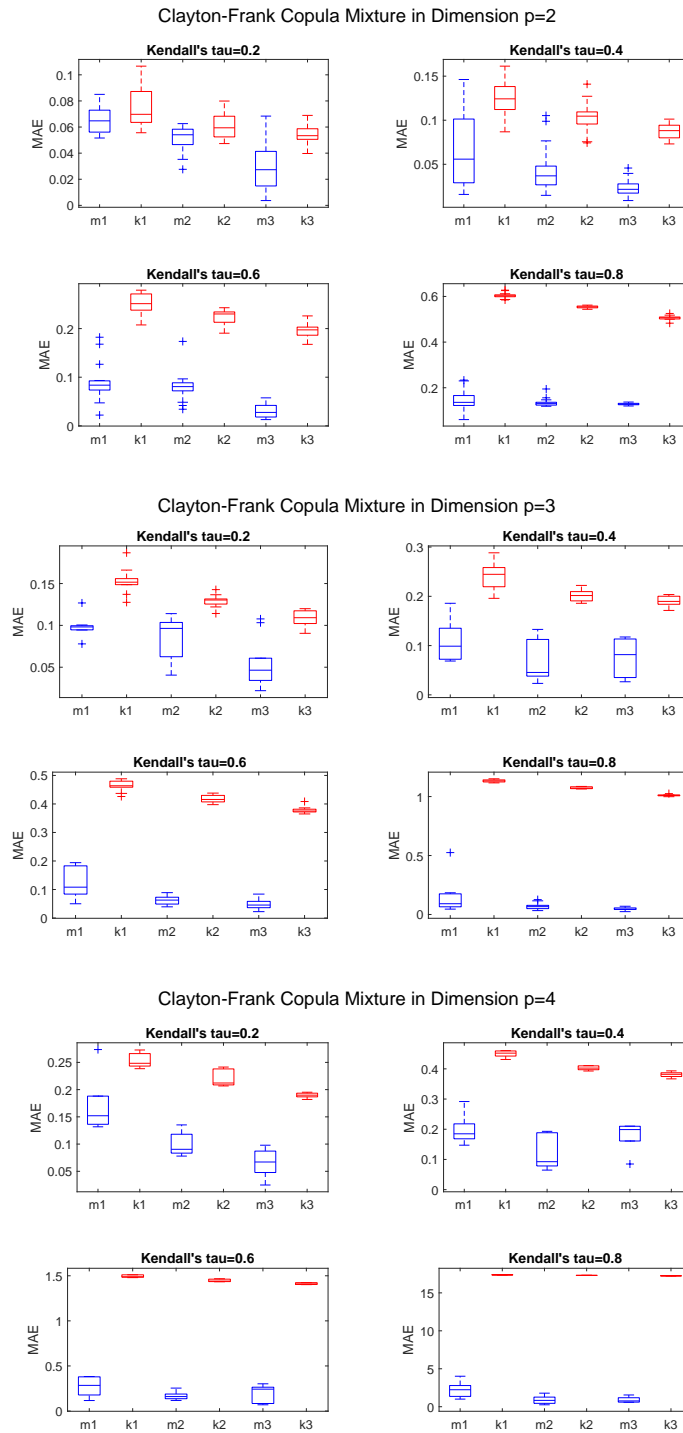 Clayton-Frank Copula Mixture in Dimension p=2
Kendall's tau=0.2
MAE
0.1
0.08
0.06
0.04
0.02
0
m1 k1 m2 k2 m3 k3
Kendall's tau=0.4
MAE
0.15
0.1
0.05
m1 k1 m2 k2 m3 k3
Kendall's tau=0.6
MAE
0.2
0.1
0
m1 k1 m2 k2 m3 k3
Kendall's tau=0.8
MAE
0.6
0.4
0.2
m1 k1 m2 k2 m3 k3
Clayton-Frank Copula Mixture in Dimension p=3
Kendall's tau=0.2
MAE
0.15
0.1
0.05
m1 k1 m2 k2 m3 k3
Kendall's tau=0.4
MAE
0.3
0.2
0.1
0
m1 k1 m2 k2 m3 k3
Kendall's tau=0.6
MAE
0.5
0.4
0.3
0.2
0.1
0
m1 k1 m2 k2 m3 k3
Kendall's tau=0.8
MAE
1
0.5
0
m1 k1 m2 k2 m3 k3
Clayton-Frank Copula Mixture in Dimension p=4
Kendall's tau=0.2
MAE
0.25
0.2
0.15
0.1
0.05
m1 k1 m2 k2 m3 k3
Kendall's tau=0.4
MAE
0.4
0.3
0.2
0.1
0
m1 k1 m2 k2 m3 k3
Kendall's tau=0.6
MAE
1.5
1
0.5
0
m1 k1 m2 k2 m3 k3
Kendall's tau=0.8
MAE
15
10
5
0
m1 k1 m2 k2 m3 k3